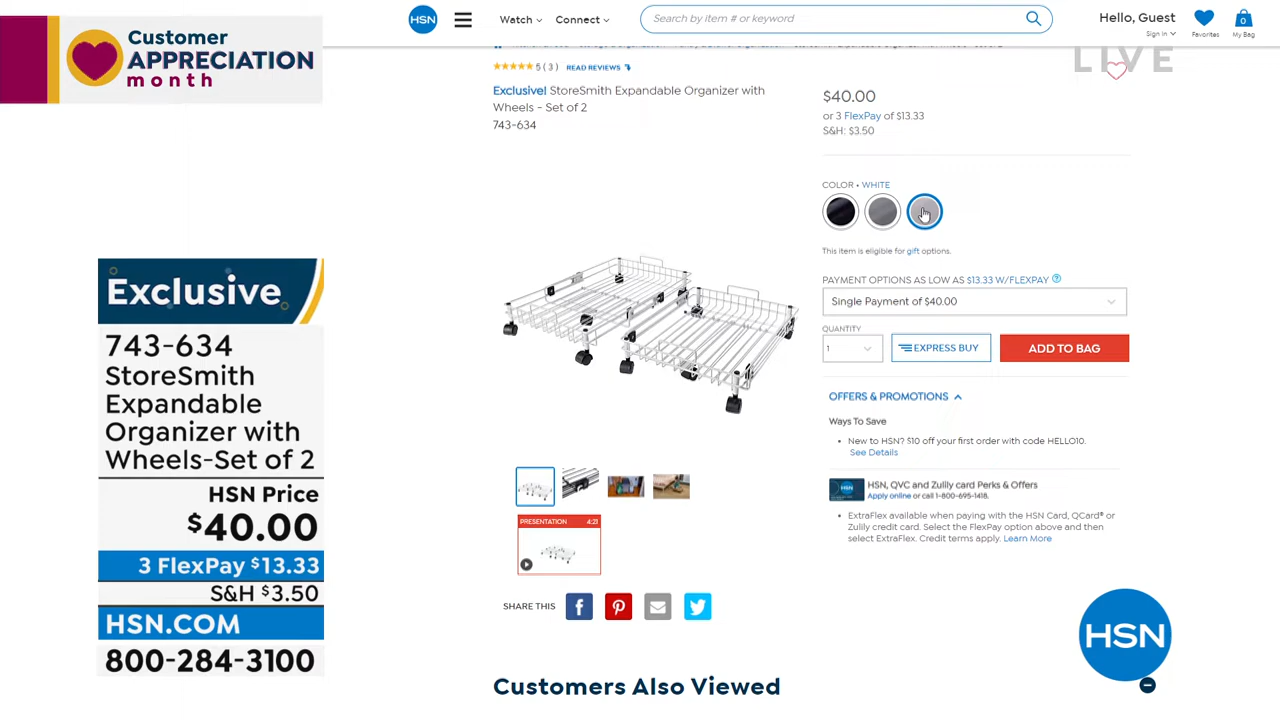 Customer
APPRECIATION
month
HSN
Watch
Connect
Search by item # or keyword
Hello, Guest
Sign In
Favorites
0
My Bag
LIVE
5 ( 3 ) READ REVIEWS
Exclusive! StoreSmith Expandable Organizer with
Wheels - Set of 2
743-634
$40.00
or 3 FlexPay of $13.33
S&H: $3.50
COLOR • WHITE
This item is eligible for gift options.
PAYMENT OPTIONS AS LOW AS $13.33 W/FLEXPAY ?
Single Payment of $40.00
QUANTITY
1
EXPRESS BUY
ADD TO BAG
OFFERS & PROMOTIONS
Ways To Save
• New to HSN? $10 off your first order with code HELLO10.
See Details
HSN, QVC and Zulily card Perks & Offers
Apply online or call 1-800-695-1418.
• ExtraFlex available when paying with the HSN Card, QCard® or
Zulily credit card. Select the FlexPay option above and then
select ExtraFlex. Credit terms apply. Learn More
PRESENTATION 4:21
SHARE THIS
Customers Also Viewed
Exclusive
743-634
StoreSmith
Expandable
Organizer with
Wheels-Set of 2
HSN Price
$40.00
3 FlexPay $13.33
S&H $3.50
HSN.COM
800-284-3100
HSN